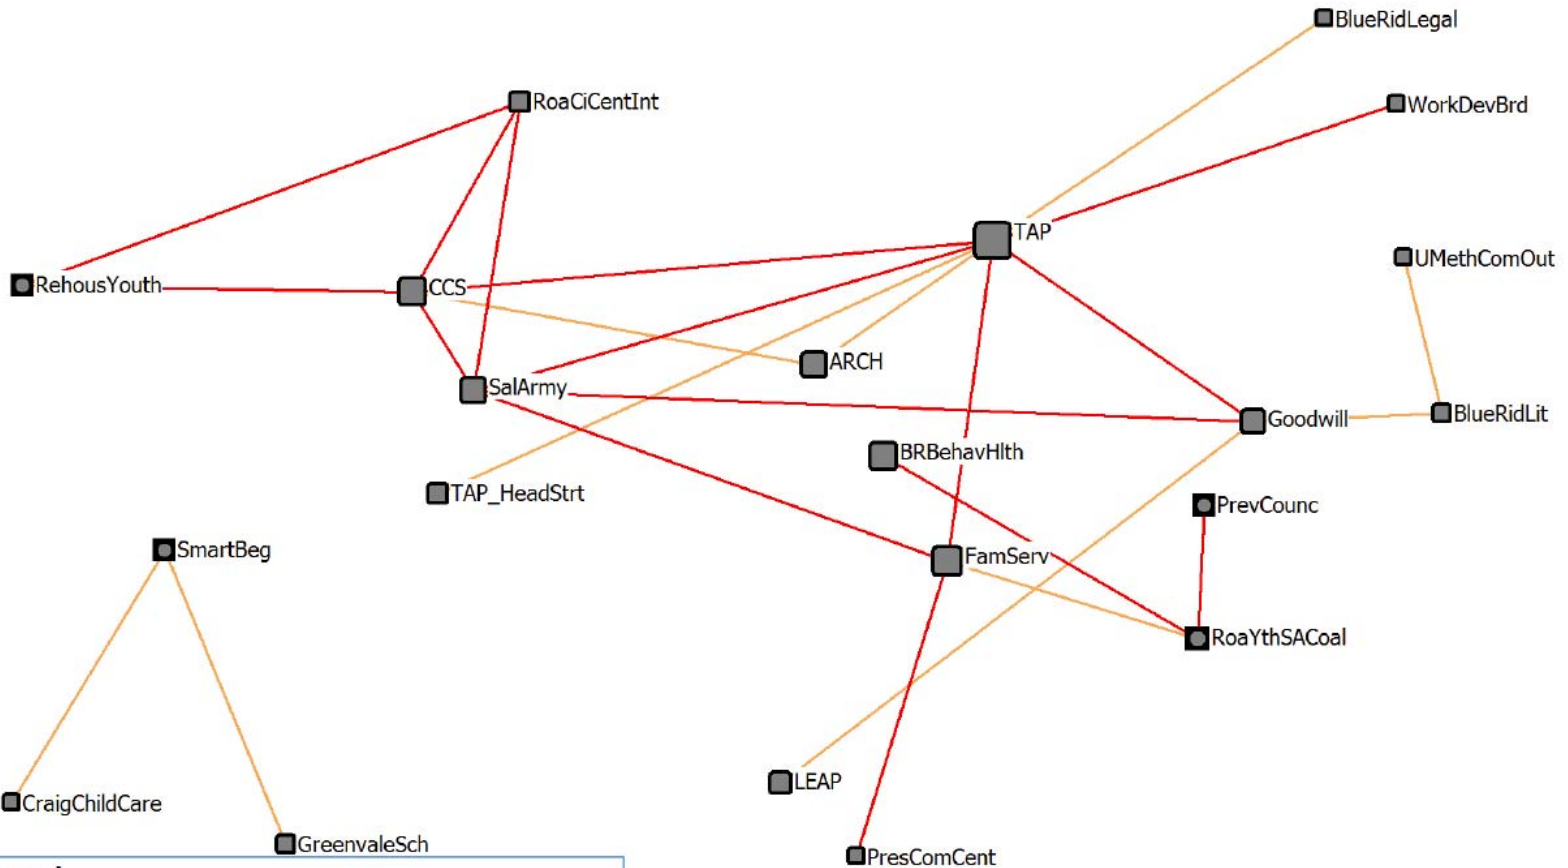 BlueRidLegal
RoaCiCentInt
WorkDevBrd
TAP
UMethComOut
RehousYouth
CCS
ARCH
SalArmy
Goodwill
BlueRidLit
BRBehavHlth
TAP_HeadStrt
PrevCounc
SmartBeg
FamServ
RoaYthSACoal
LEAP
CraigChildCare
GreenvaleSch
PresComCent